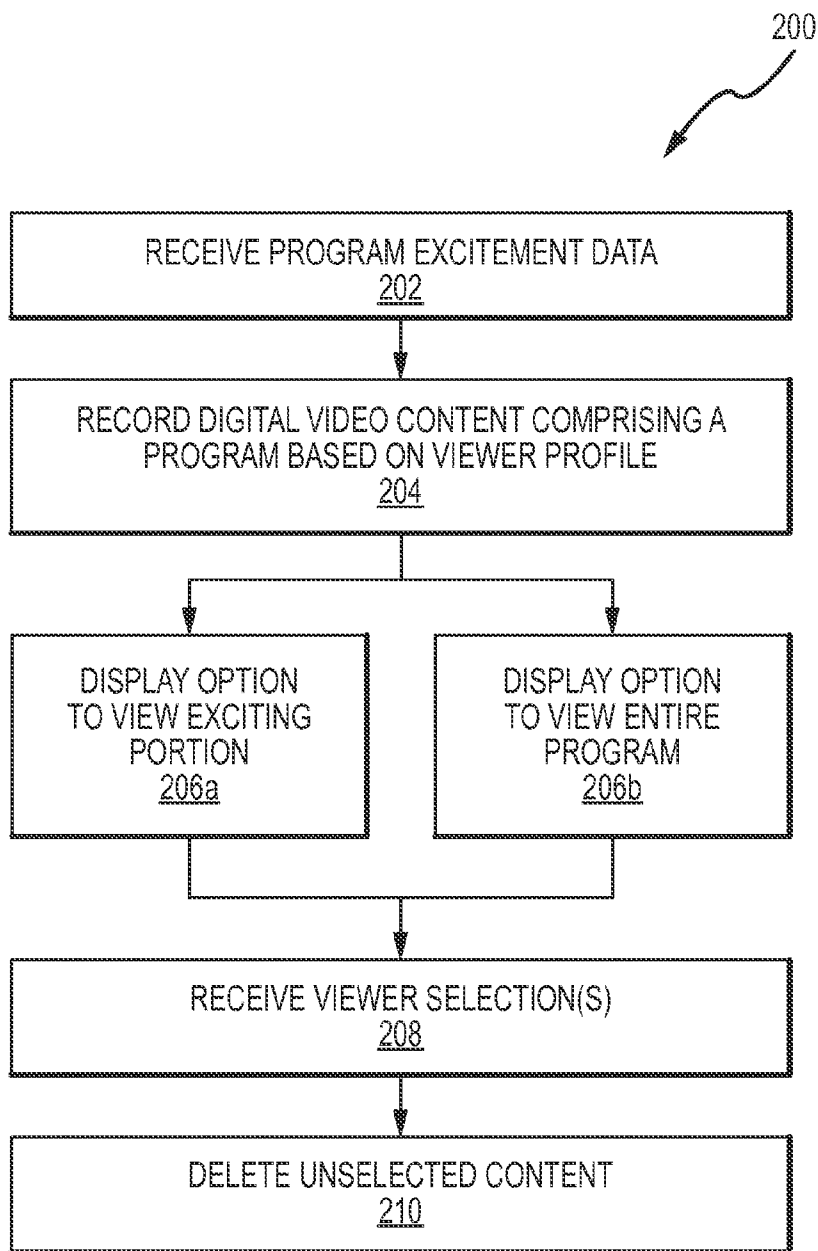 200
RECEIVE PROGRAM EXCITEMENT DATA
202
RECORD DIGITAL VIDEO CONTENT COMPRISING A
PROGRAM BASED ON VIEWER PROFILE
204
DISPLAY OPTION
TO VIEW EXCITING
PORTION
206a
DISPLAY OPTION
TO VIEW ENTIRE
PROGRAM
206b
RECEIVE VIEWER SELECTION(S)
208
DELETE UNSELECTED CONTENT
210